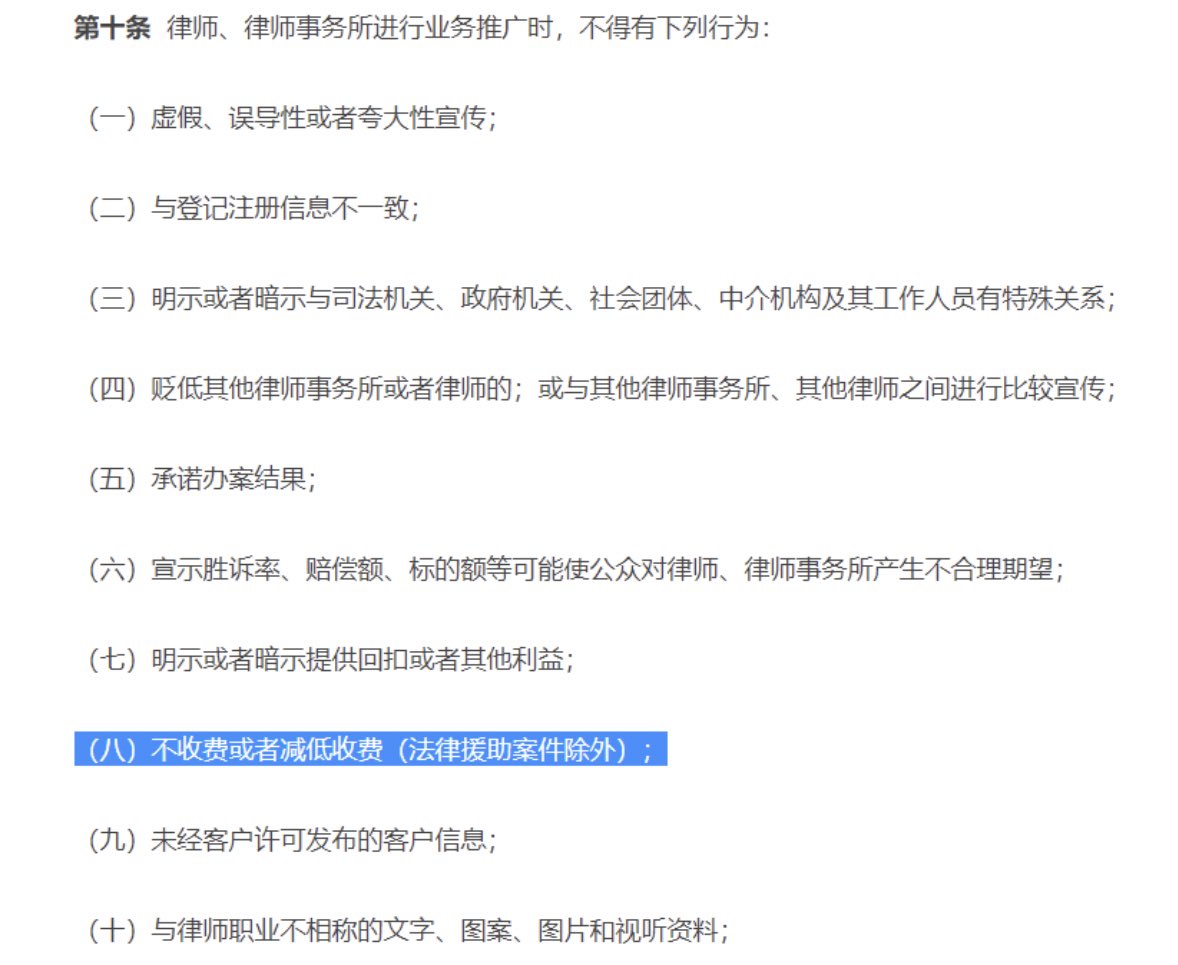 第十条 律师、律师事务所进行业务推广时，不得有下列行为：
（一）虚假、误导性或者夸大性宣传；
（二）与登记注册信息不一致；
（三）明示或者暗示与司法机关、政府机关、社会团体、中介机构及其工作人员有特殊关系；
（四）贬低其他律师事务所或者律师的；或与其他律师事务所、其他律师之间进行比较宣传；
（五）承诺办案结果；
（六）宣示胜诉率、赔偿额、标的额等可能使公众对律师、律师事务所产生不合理期望；
（七）明示或者暗示提供回扣或者其他利益；
（八）不收费或者减低收费（法律援助案件除外）；
（九）未经客户许可发布的客户信息；
（十）与律师职业不相称的文字、图案、图片和视听资料；